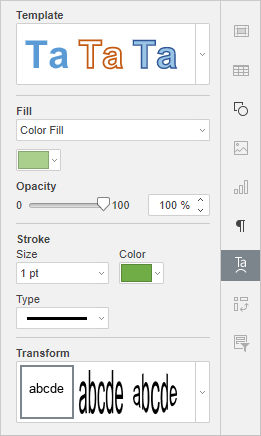 Template
Ta Ta Ta
Fill
Color Fill
Opacity
0 100 100 %
Stroke
Size Color
1 pt
Type
Transform
abcde abcde abcde
¶
Ta